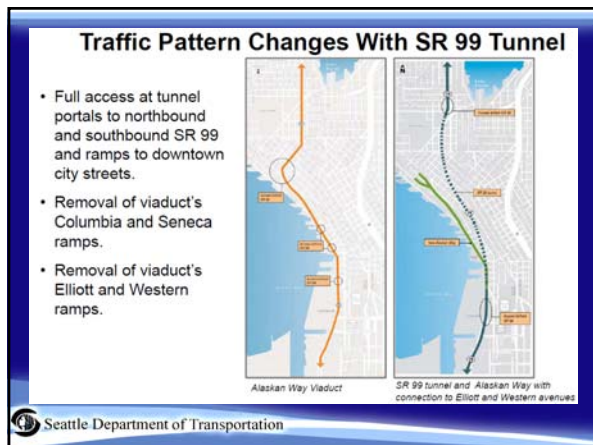 Traffic Pattern Changes With SR 99 Tunnel
• Full access at tunnel
portals to northbound
and southbound SR 99
and ramps to downtown
city streets.
• Removal of viaduct's
Columbia and Seneca
ramps.
• Removal of viaduct's
Elliott and Western
ramps.
Alaskan Way Viaduct
SR 99 tunnel and Alaskan Way with
connection to Elliott and Western avenues
Seattle Department of Transportation